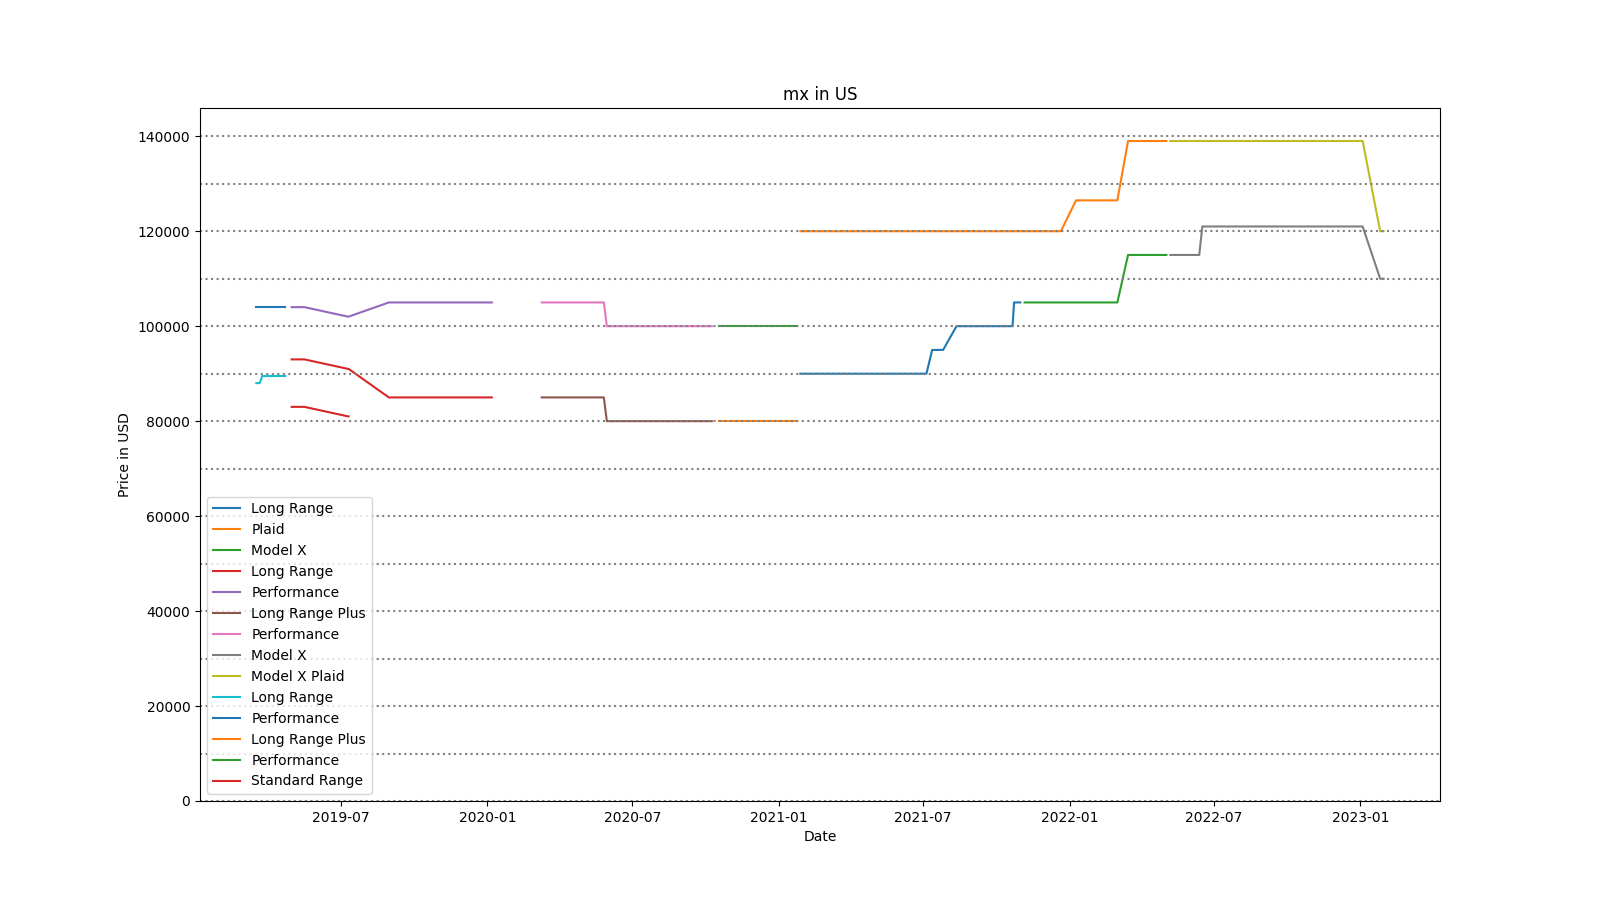 mx in US
140000
120000
100000
80000
60000
40000
20000
0
Price in USD
Long Range
Plaid
Model X
Long Range
Performance
Long Range Plus
Performance
Model X
Model X Plaid
Long Range
Performance
Long Range Plus
Performance
Standard Range
2019-07 2020-01 2020-07 2021-01 2021-07 2022-01 2022-07 2023-01
Date